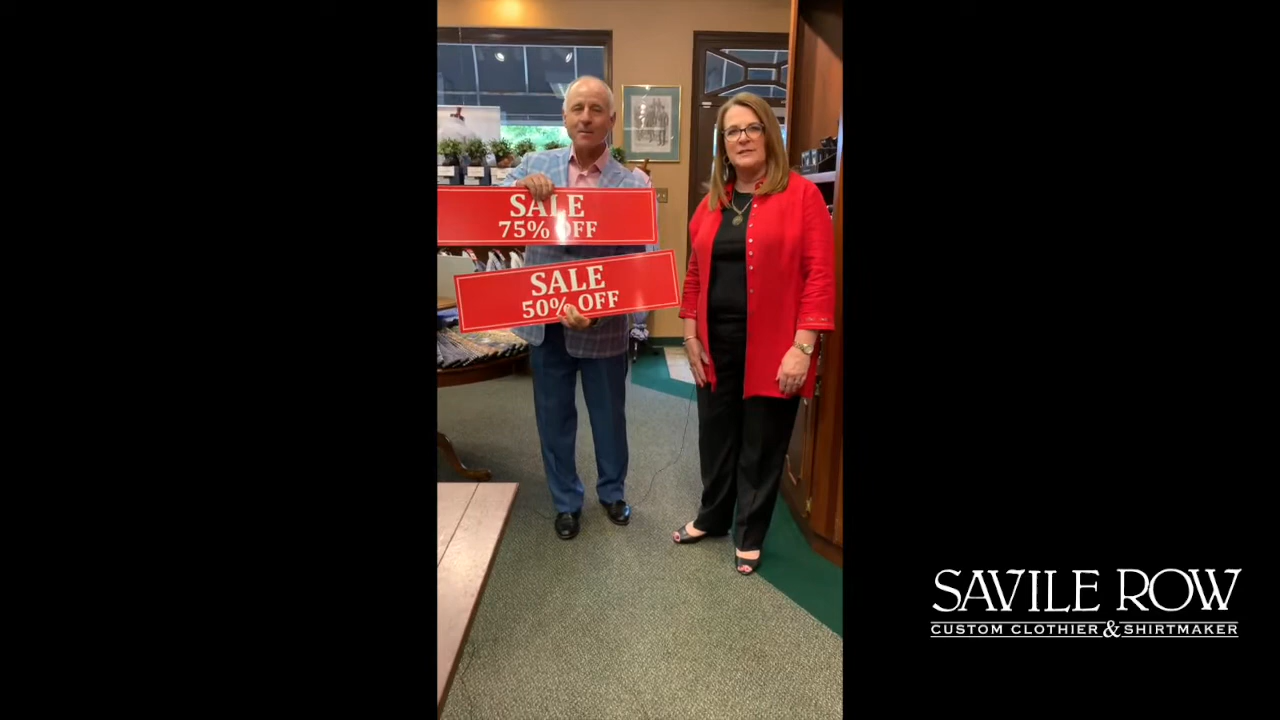 SALE
75% OFF
SALE
50% OFF
SAVILE ROW
CUSTOM CLOTHIER & SHIRTMAKER